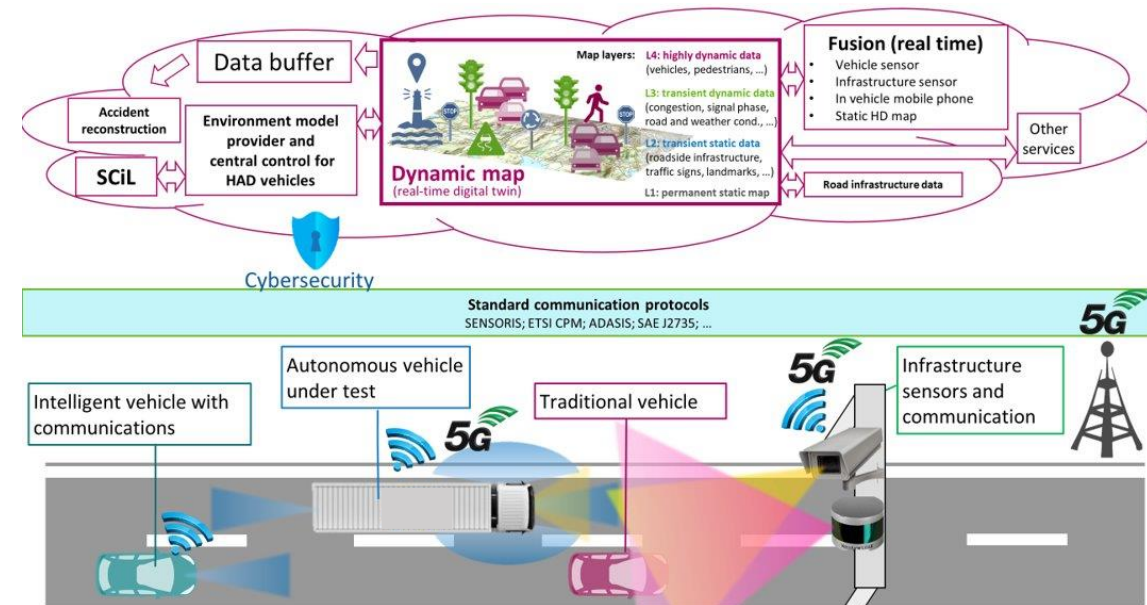 Data buffer
Accident
reconstruction
Environment model
provider and
central control for
HAD vehicles
SCiL
STOP
STOP
Dynamic map
(real-time digital twin)
Map layers:
L4: highly dynamic data
(vehicles, pedestrians, ...)
L3: transient dynamic data
(congestion, signal phase,
road and weather cond., ...)
L2: transient static data
(roadside infrastructure,
traffic signs, landmarks, ...)
L1: permanent static map
Fusion (real time)
• Vehicle sensor
• Infrastructure sensor
• In vehicle mobile phone
• Static HD map
Other
services
Road infrastructure data
Cybersecurity
Standard communication protocols
SENSORIS; ETSI CPM; ADASIS; SAE J2735; ...
5G
Intelligent vehicle with
communications
Autonomous vehicle
under test
5G
Traditional vehicle
5G
Infrastructure
sensors and
communication